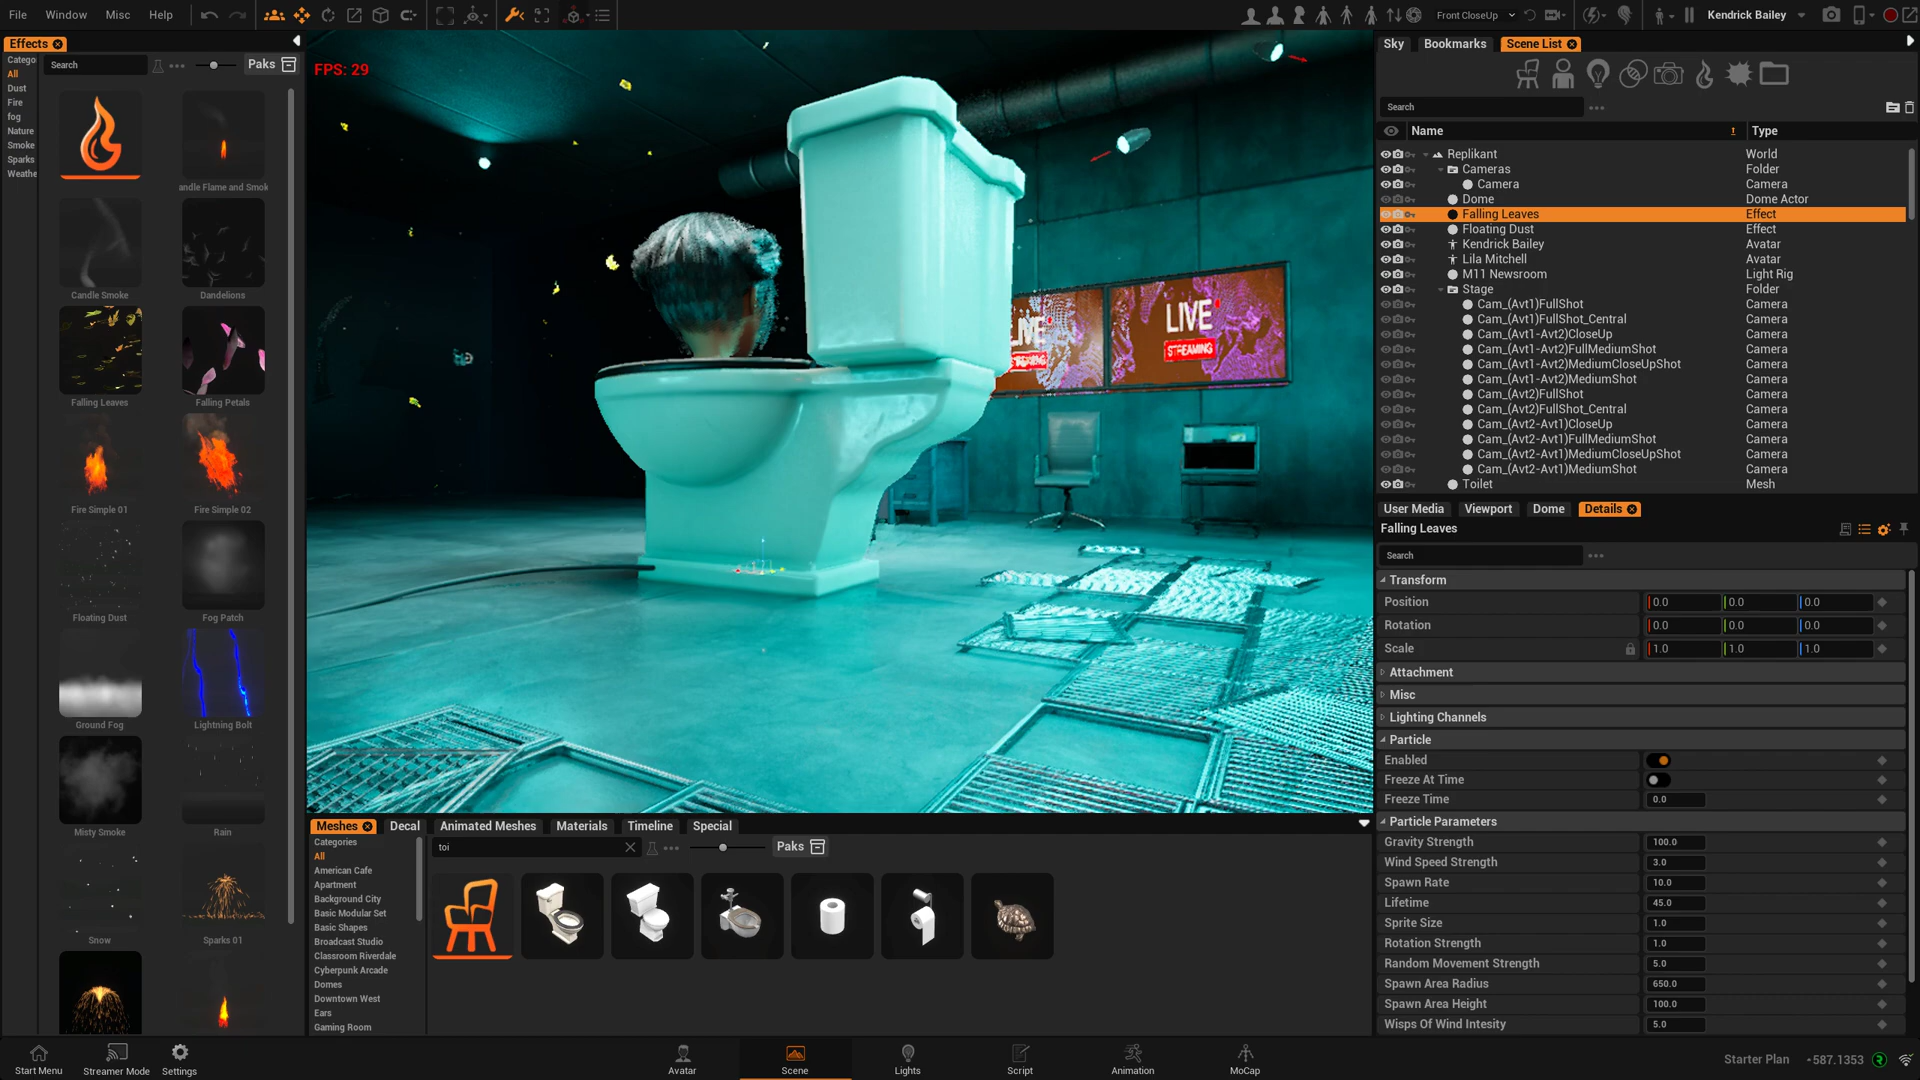 File Window Misc Help
Front CloseUp
Kendrick Bailey
Effects
Catego
All
Dust
Fire
fog
Nature
Smoke
Sparks
Weathe
Search
Paks
andle Flame and Smok
Candle Smoke
Dandelions
Falling Leaves
Falling Petals
Fire Simple 01
Fire Simple 02
Floating Dust
Fog Patch
Ground Fog
Lightning Bolt
Misty Smoke
Rain
Snow
Sparks 01
FPS: 29
LIVE
STREAMING
LIVE
STREAMING
Sky Bookmarks Scene List
Search
Name Type
Replikant World
Cameras Folder
Camera Camera
Dome Dome Actor
Falling Leaves Effect
Floating Dust Effect
Kendrick Bailey Avatar
Lila Mitchell Avatar
M11 Newsroom Light Rig
Stage Folder
Cam_(Avt1)FullShot Camera
Cam_(Avt1)FullShot_Central Camera
Cam_(Avt1-Avt2)CloseUp Camera
Cam_(Avt1-Avt2)FullMediumShot Camera
Cam_(Avt1-Avt2)MediumCloseUpShot Camera
Cam_(Avt1-Avt2)MediumShot Camera
Cam_(Avt2)FullShot Camera
Cam_(Avt2)FullShot_Central Camera
Cam_(Avt2-Avt1)CloseUp Camera
Cam_(Avt2-Avt1)FullMediumShot Camera
Cam_(Avt2-Avt1)MediumCloseUpShot Camera
Cam_(Avt2-Avt1)MediumShot Camera
Toilet Mesh
User Media Viewport Dome Details
Falling Leaves
Search
Transform
Position 0.0 0.0 0.0
Rotation 0.0 0.0 0.0
Scale 1.0 1.0 1.0
Attachment
Misc
Lighting Channels
Particle
Enabled
Freeze At Time
Freeze Time 0.0
Particle Parameters
Gravity Strength 100.0
Wind Speed Strength 3.0
Spawn Rate 10.0
Lifetime 45.0
Sprite Size 1.0
Rotation Strength 1.0
Random Movement Strength 5.0
Spawn Area Radius 650.0
Spawn Area Height 100.0
Wisps Of Wind Intesity 5.0
Meshes Decal Animated Meshes Materials Timeline Special
Categories
All
American Cafe
Apartment
Background City
Basic Modular Set
Basic Shapes
Broadcast Studio
Classroom Riverdale
Cyberpunk Arcade
Domes
Downtown West
Ears
Gaming Room
toi
Paks
Start Menu Streamer Mode Settings
Avatar Scene Lights Script Animation MoCap
Starter Plan
587.1353